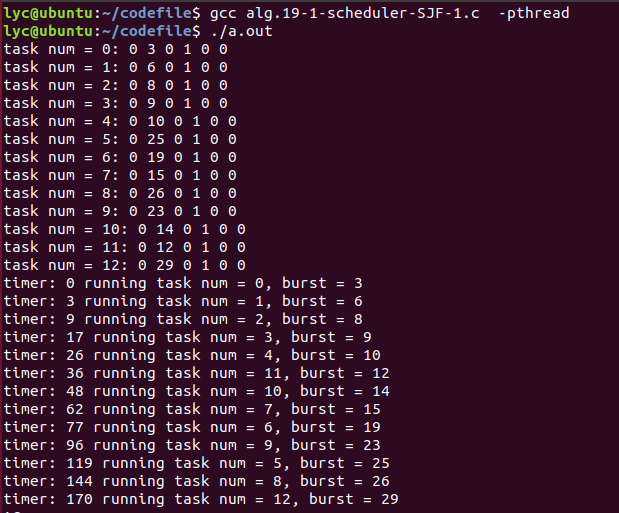 lyc@ubuntu:~/codefile$ gcc alg.19-1-scheduler-SJF-1.c  -pthread
lyc@ubuntu:~/codefile$ ./a.out
task num = 0: 0 3 0 1 0 0
task num = 1: 0 6 0 1 0 0
task num = 2: 0 8 0 1 0 0
task num = 3: 0 9 0 1 0 0
task num = 4: 0 10 0 1 0 0
task num = 5: 0 25 0 1 0 0
task num = 6: 0 19 0 1 0 0
task num = 7: 0 15 0 1 0 0
task num = 8: 0 26 0 1 0 0
task num = 9: 0 23 0 1 0 0
task num = 10: 0 14 0 1 0 0
task num = 11: 0 12 0 1 0 0
task num = 12: 0 29 0 1 0 0
timer: 0 running task num = 0, burst = 3
timer: 3 running task num = 1, burst = 6
timer: 9 running task num = 2, burst = 8
timer: 17 running task num = 3, burst = 9
timer: 26 running task num = 4, burst = 10
timer: 36 running task num = 11, burst = 12
timer: 48 running task num = 10, burst = 14
timer: 62 running task num = 7, burst = 15
timer: 77 running task num = 6, burst = 19
timer: 96 running task num = 9, burst = 23
timer: 119 running task num = 5, burst = 25
timer: 144 running task num = 8, burst = 26
timer: 170 running task num = 12, burst = 29